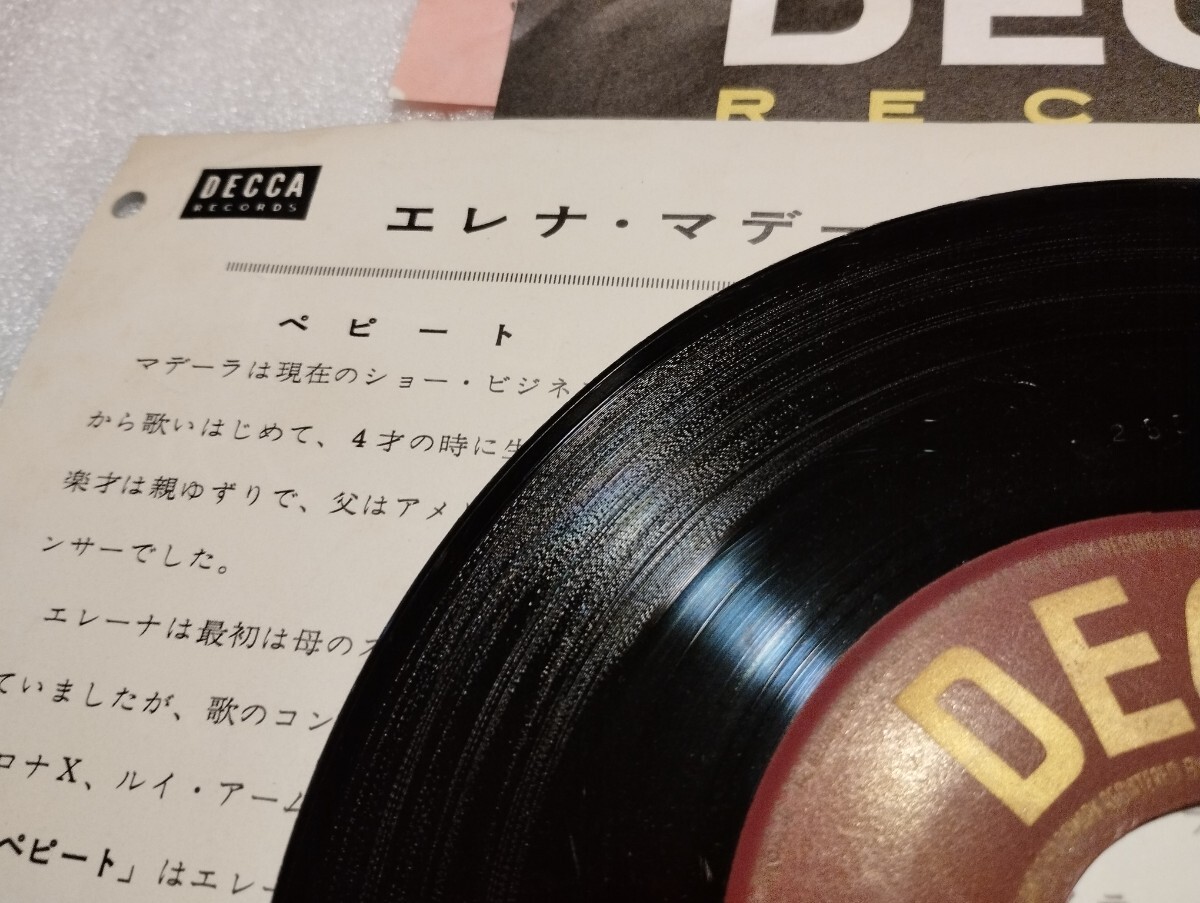 DEC
REC
DECCA
RECORDS
エレナ・マデー
ペピート
マデーラは現在のショー・ビジネ
から歌いはじめて、4才の時に生
楽才は親ゆずりで、父はアメリ
ンサーでした。
エレーナは最初は母のス
ていましたが、歌のコン
ロナX、ルイ・アーム
ペピート」はエレー
DEC